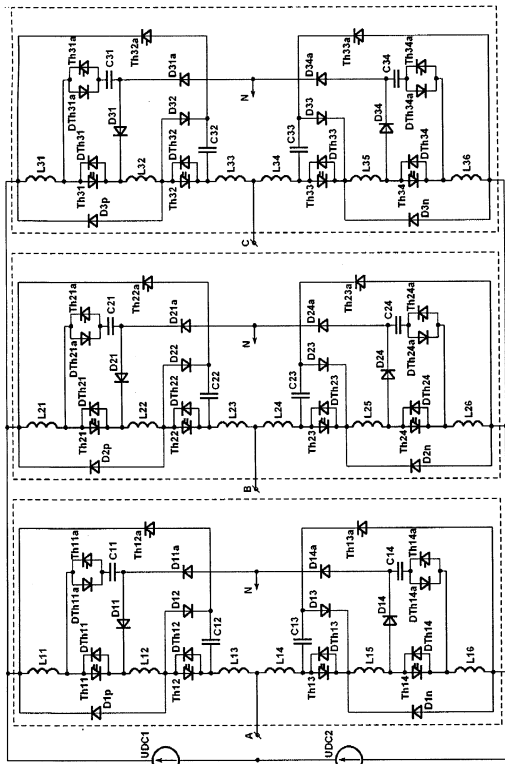 Th32a
Th33a
Th31a
DTh31a
C31
D31a
D34a
C34
Th34a
DTh34a
D31
D32
N
D33
D34
DTh31
DTh32
C32
C33
DTh33
DTh34
L31
L32
L33
L34
L35
L36
Th31
Th32
Th33
Th34
D3p
D3n
C
Th22a
Th23a
Th21a
DTh21a
C21
D21a
D24a
C24
Th24a
DTh24a
D21
D22
N
D23
D24
DTh21
DTh22
C22
C23
DTh23
DTh24
L21
L22
L23
L24
L25
L26
Th21
Th22
Th23
Th24
D2p
D2n
B
Th12a
Th13a
Th11a
DTh11a
C11
D11a
D14a
C14
Th14a
DTh14a
D11
D12
N
D13
D14
DTh11
DTh12
C12
C13
DTh13
DTh14
L11
L12
L13
L14
L15
L16
Th11
Th12
Th13
Th14
D1p
D1n
A
UDC1
UDC2